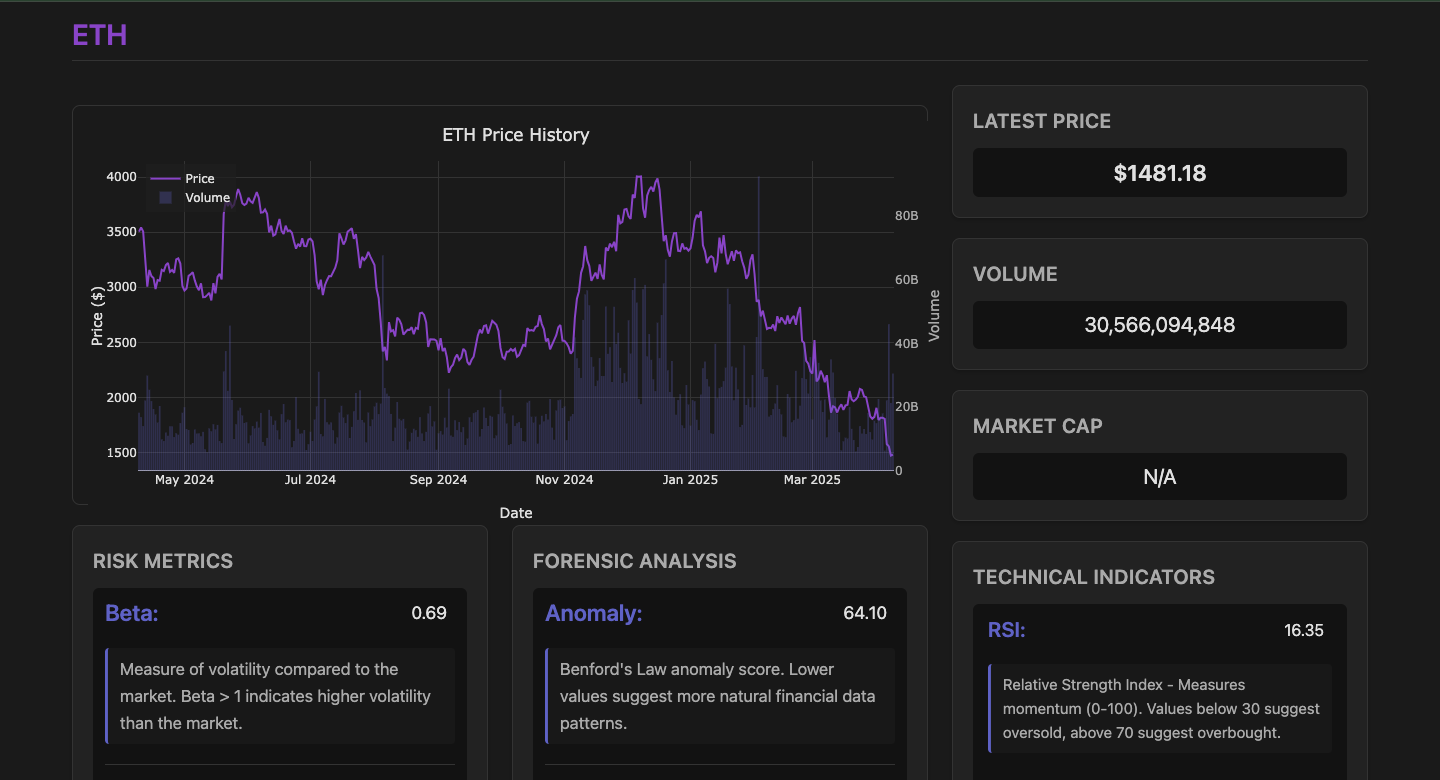 ETH
ETH Price History
Price
Volume
4000
3500
3000
2500
2000
1500
Price ($)
80B
60B
40B
20B
0
Volume
May 2024
Jul 2024
Sep 2024
Nov 2024
Jan 2025
Mar 2025
Date
LATEST PRICE
$1481.18
VOLUME
30,566,094,848
MARKET CAP
N/A
RISK METRICS
Beta:
0.69
Measure of volatility compared to the
market. Beta > 1 indicates higher volatility
than the market.
FORENSIC ANALYSIS
Anomaly:
64.10
Benford's Law anomaly score. Lower
values suggest more natural financial data
patterns.
TECHNICAL INDICATORS
RSI:
16.35
Relative Strength Index - Measures
momentum (0-100). Values below 30 suggest
oversold, above 70 suggest overbought.